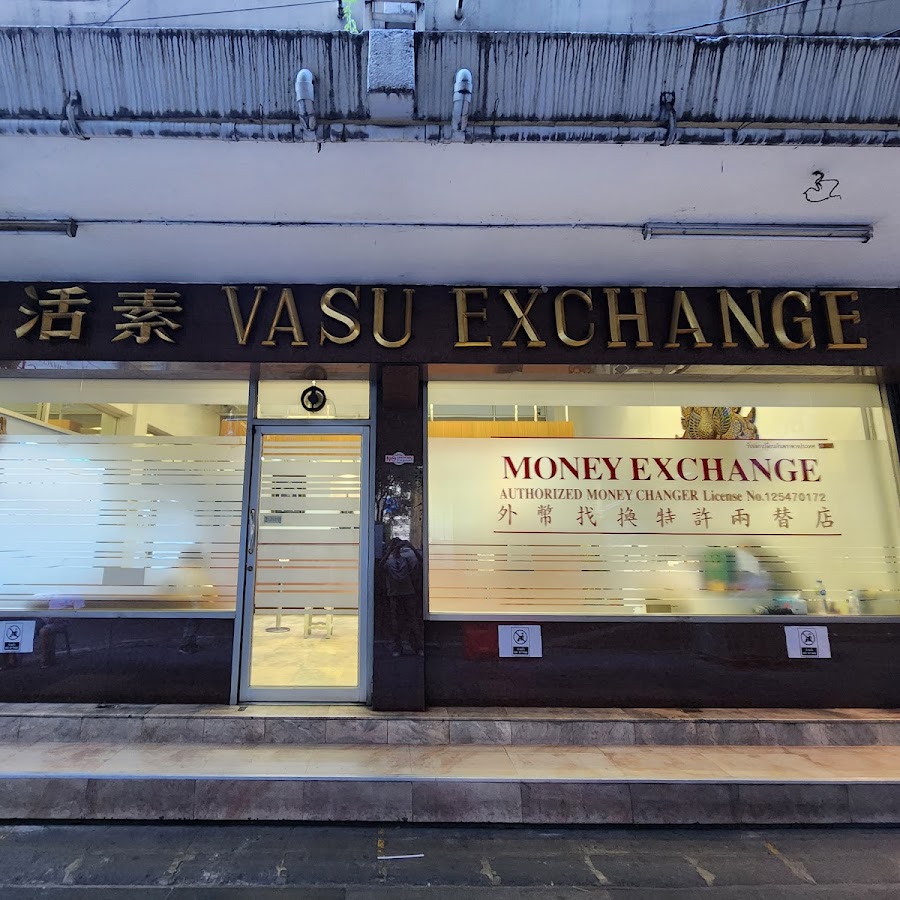 活素 VASU EXCHANGE
MONEY EXCHANGE
AUTHORIZED MONEY CHANGER License No.125470172
外幣找換特許兩替店